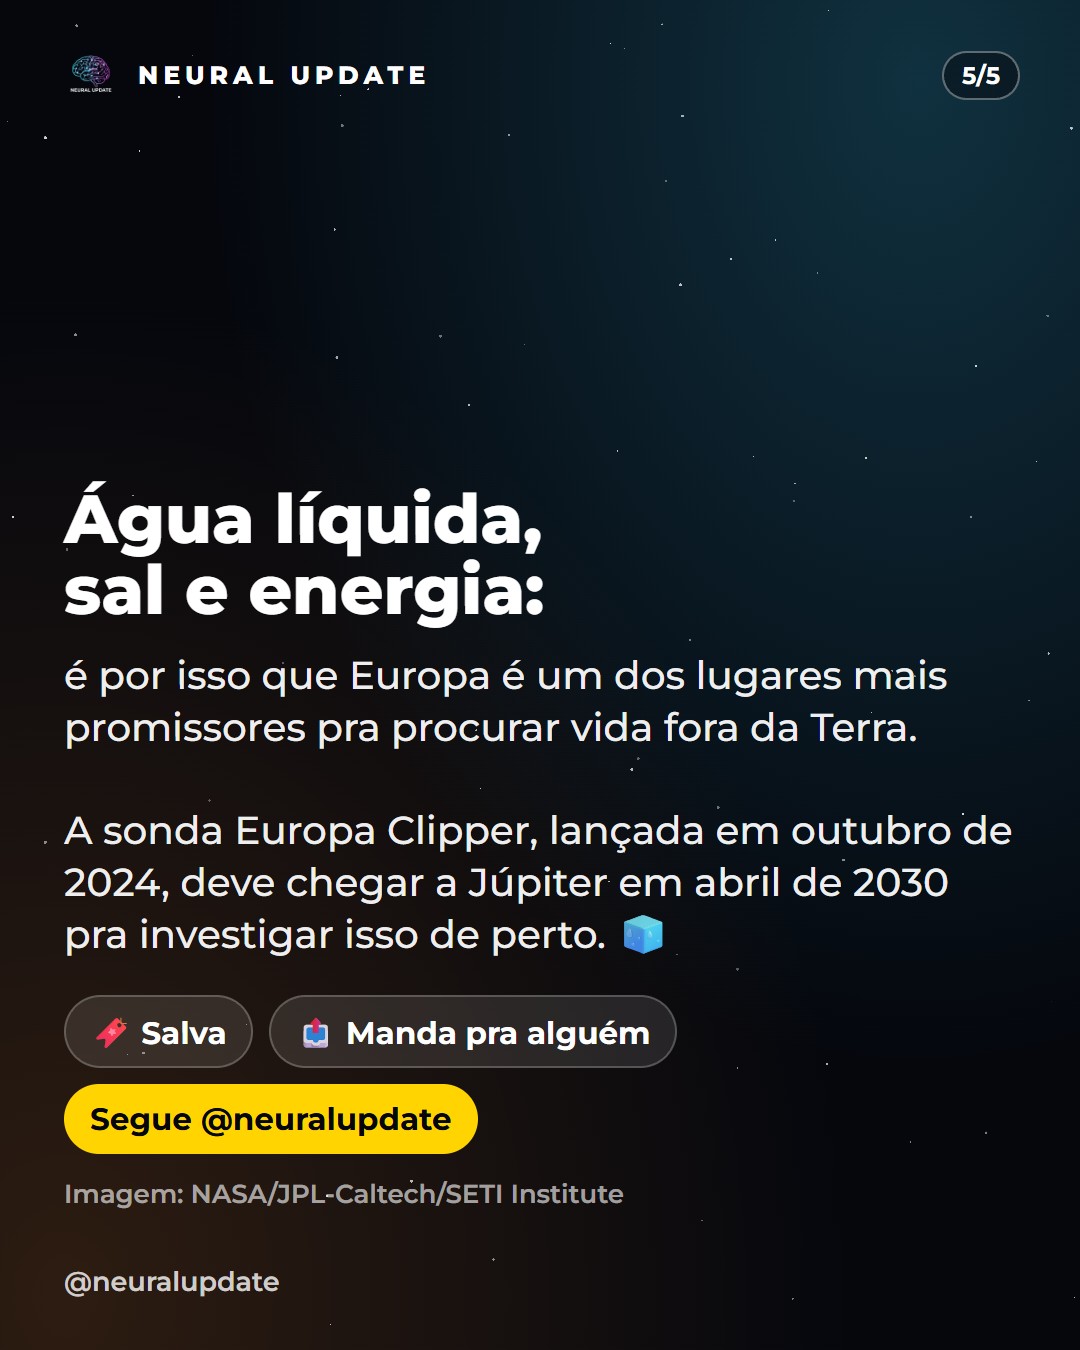 NEURAL UPDATE
NEURAL UPDATE
5/5
Água líquida,
sal e energia:
é por isso que Europa é um dos lugares mais
promissores pra procurar vida fora da Terra.
A sonda Europa Clipper, lançada em outubro de
2024, deve chegar a Júpiter em abril de 2030
pra investigar isso de perto.
Salva
Manda pra alguém
Segue @neuralupdate
Imagem: NASA/JPL-Caltech/SETI Institute
@neuralupdate